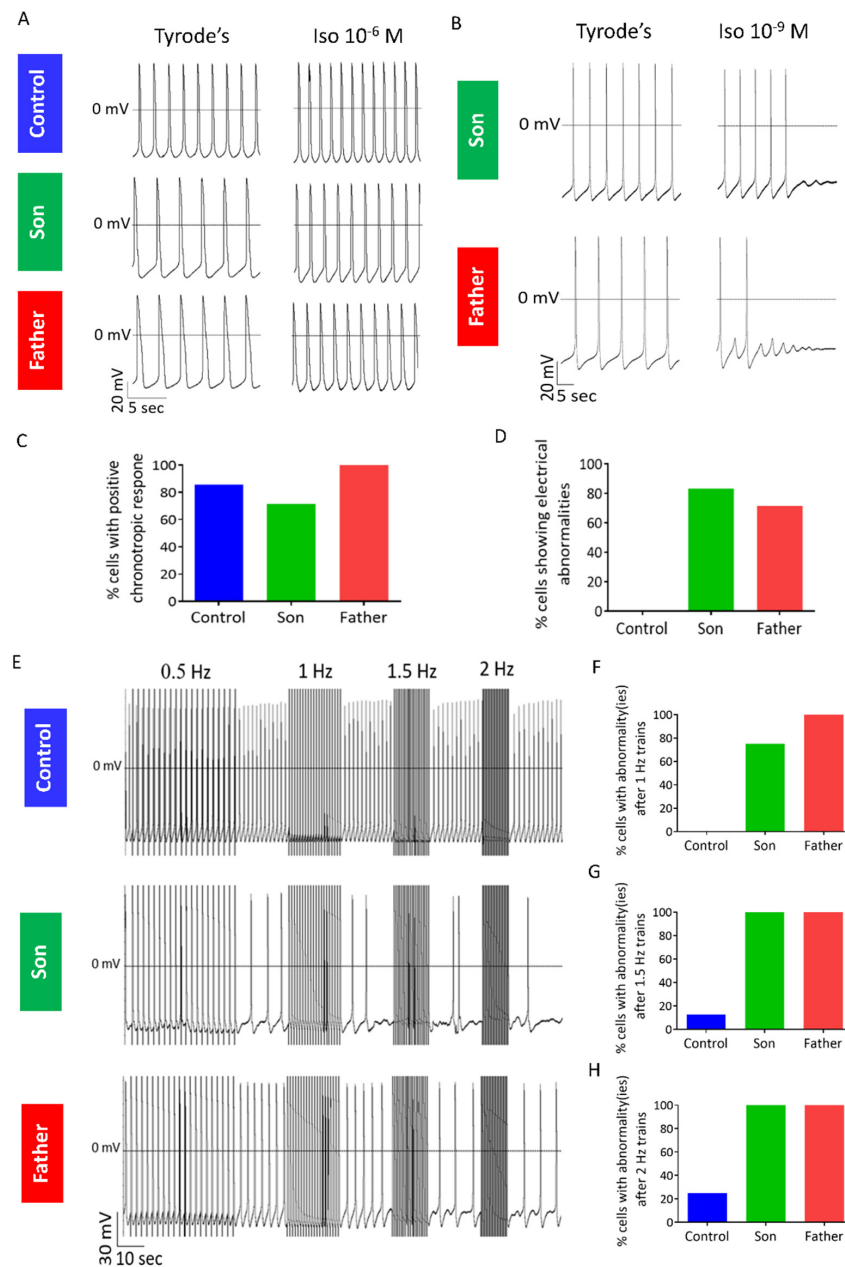 A
Tyrode's
Iso 10-6 M
Control
0 mV
Son
0 mV
Father
0 mV
20 mV
5 sec
B
Tyrode's
Iso 10-9 M
Son
0 mV
Father
0 mV
20 mV
5 sec
C
% cells with positive
chronotropic respone
100
80
60
40
20
0
Control
Son
Father
D
% cells showing electrical
abnormalities
100
80
60
40
20
0
Control
Son
Father
E
0.5 Hz
1 Hz
1.5 Hz
2 Hz
Control
0 mV
Son
0 mV
Father
0 mV
30 mV
10 sec
F
% cells with abnormality(ies)
after 1 Hz trains
100
80
60
40
20
0
Control
Son
Father
G
% cells with abnormality(ies)
after 1.5 Hz trains
100
80
60
40
20
0
Control
Son
Father
H
% cells with abnormality(ies)
after 2 Hz trains
100
80
60
40
20
0
Control
Son
Father